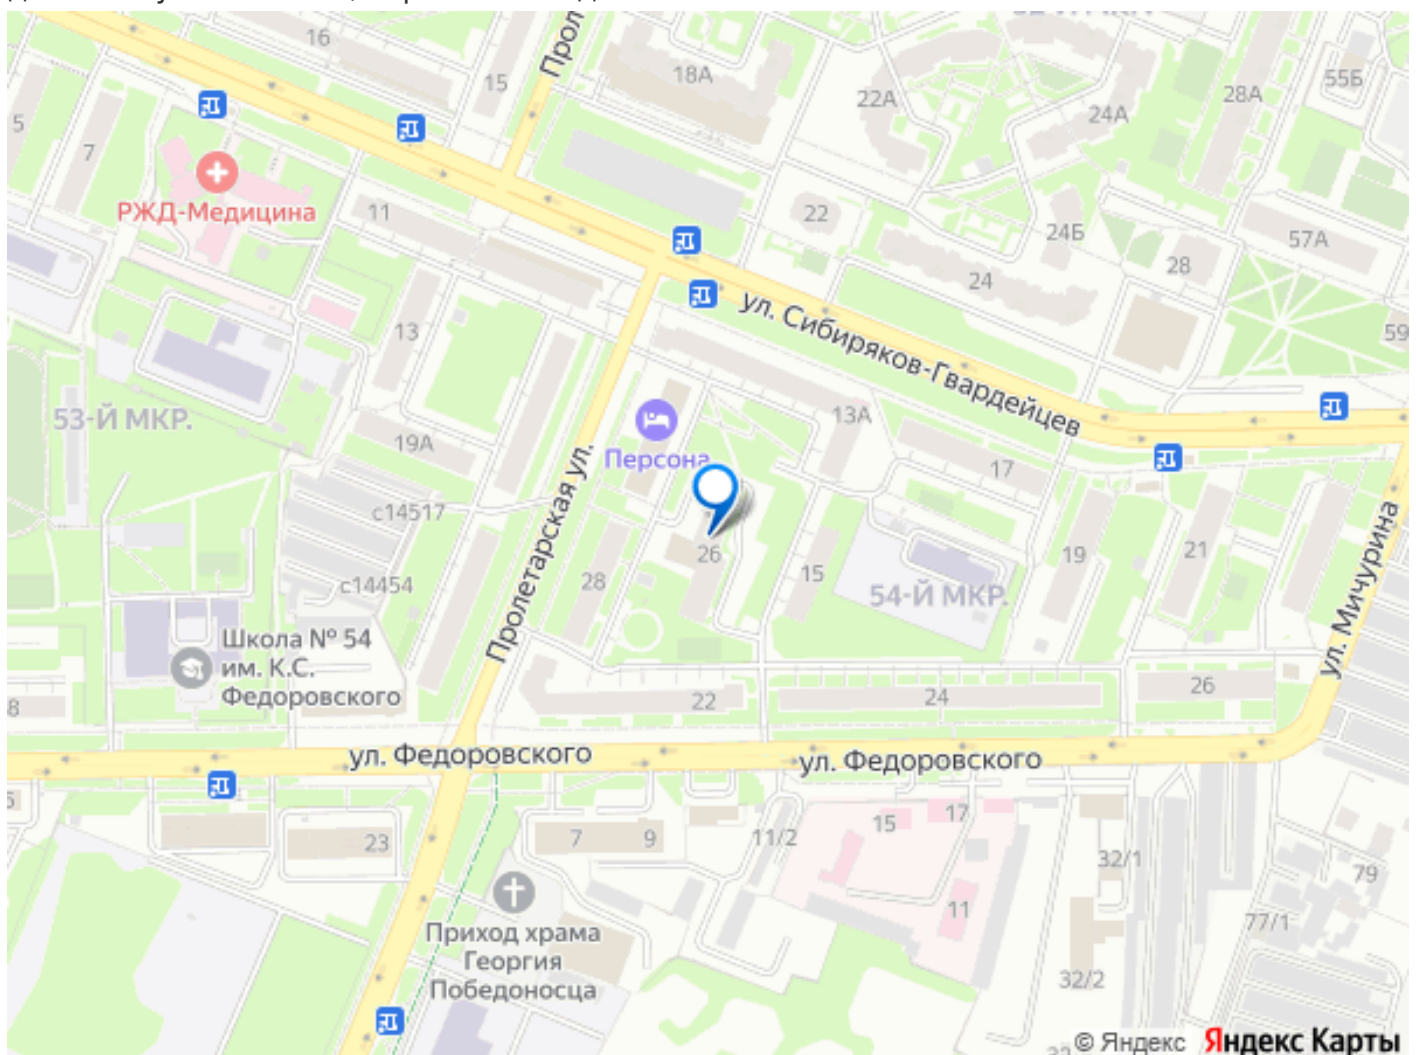 16
15
Прол
18А
22А
24А
28А
55Б
5
7
РЖД-Медицина
11
22
24Б
57А
28
24
59
ул. Сибиряков-Гвардейцев
13
53-Й МКР.
19А
13А
17
Персона
Пролетарская ул.
с14517
с14454
28
26
15
19
21
54-Й МКР.
ул. Мичурина
Школа № 54
им. К.С.
Федоровского
8
22
24
26
ул. Федоровского
ул. Федоровского
23
7
9
11/2
15
17
32/1
79
11
77/1
Приход храма
Георгия
Победоносца
32/2
© Яндекс Яндекс Карты